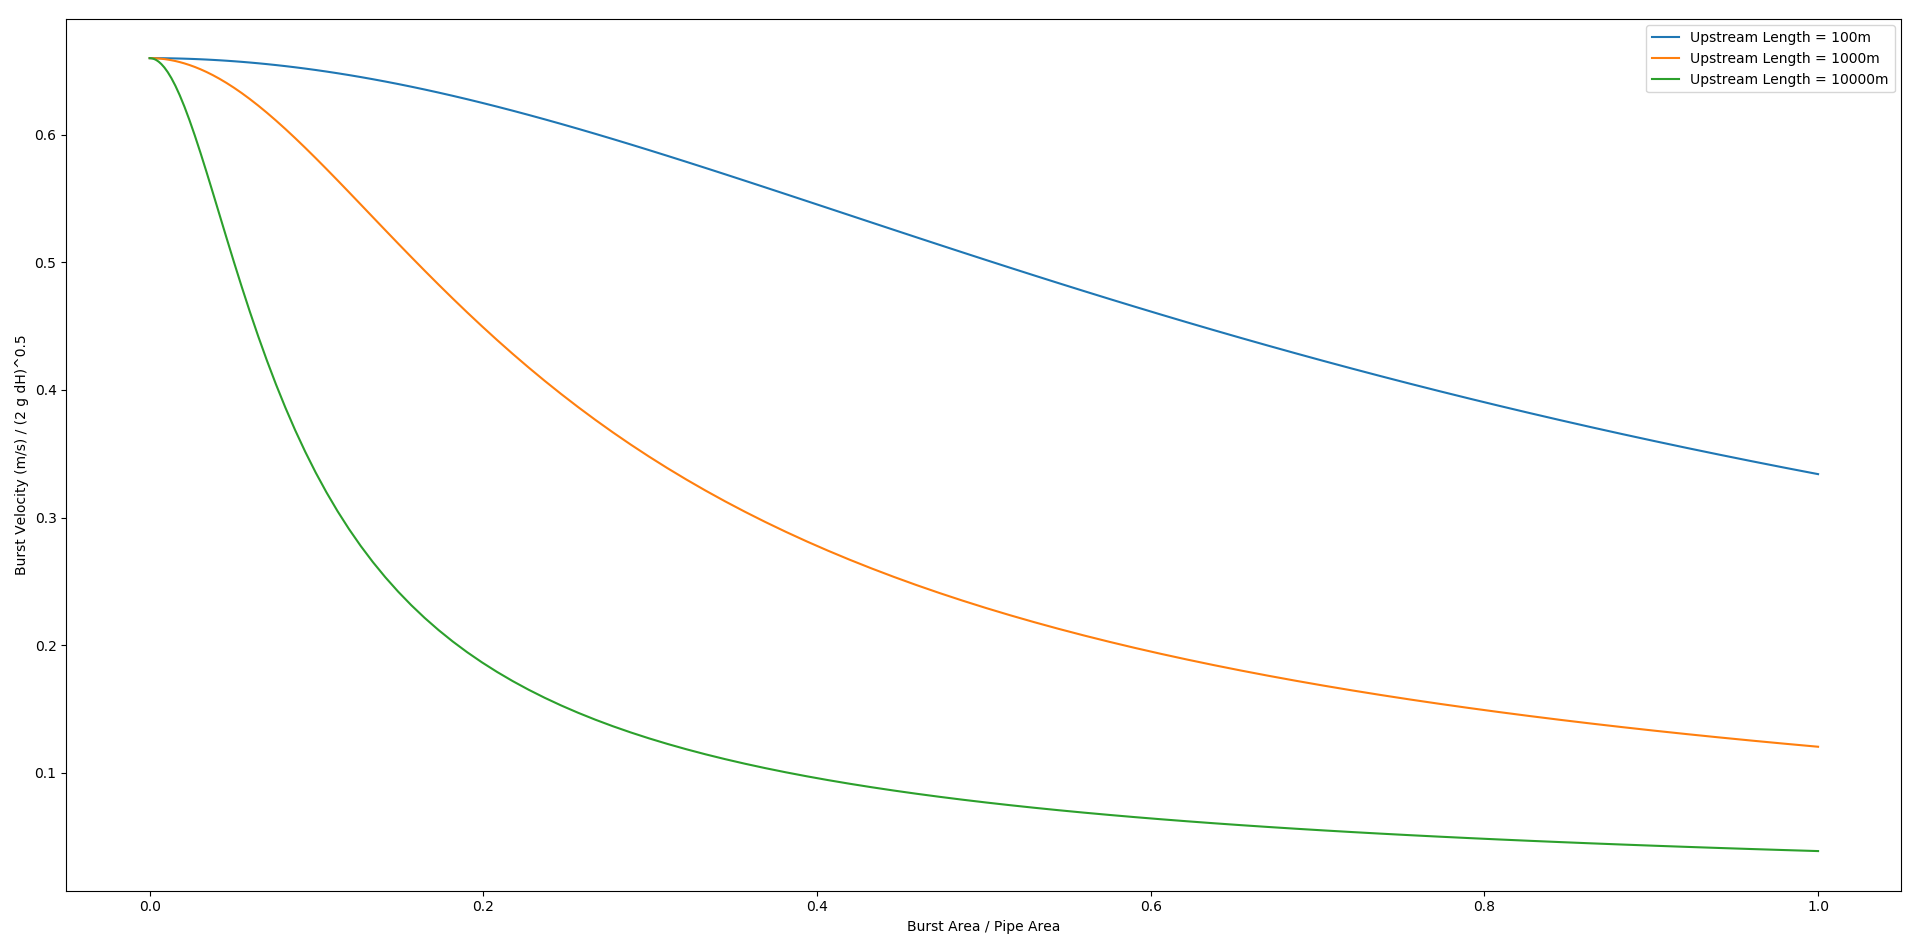 Upstream Length = 100m
Upstream Length = 1000m
Upstream Length = 10000m
0.6
0.5
0.4
0.3
0.2
0.1
Burst Velocity (m/s) / (2 g dH)^0.5
0.0 0.2 0.4 0.6 0.8 1.0
Burst Area / Pipe Area